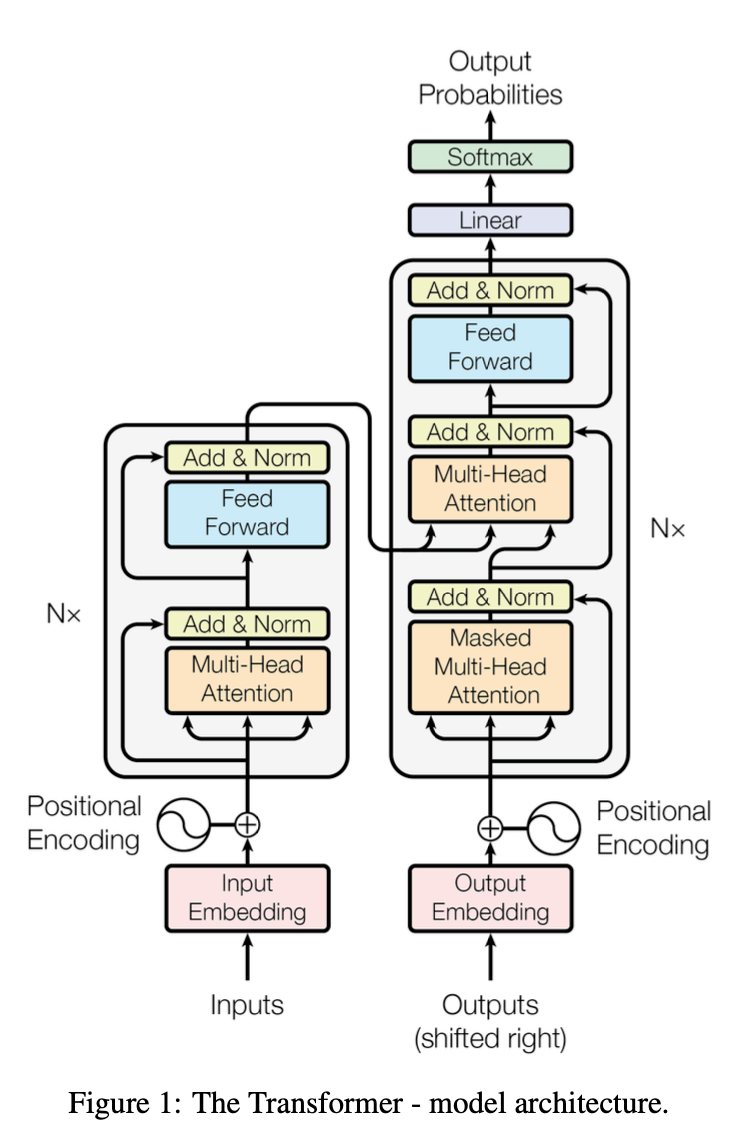 Output
Probabilities
Softmax
Linear
Add & Norm
Feed
Forward
Add & Norm
Multi-Head
Attention
Add & Norm
Masked
Multi-Head
Attention
Nx
Add & Norm
Feed
Forward
Add & Norm
Multi-Head
Attention
Nx
Positional
Encoding
Positional
Encoding
Input
Embedding
Output
Embedding
Inputs
Outputs
(shifted right)
Figure 1: The Transformer - model architecture.